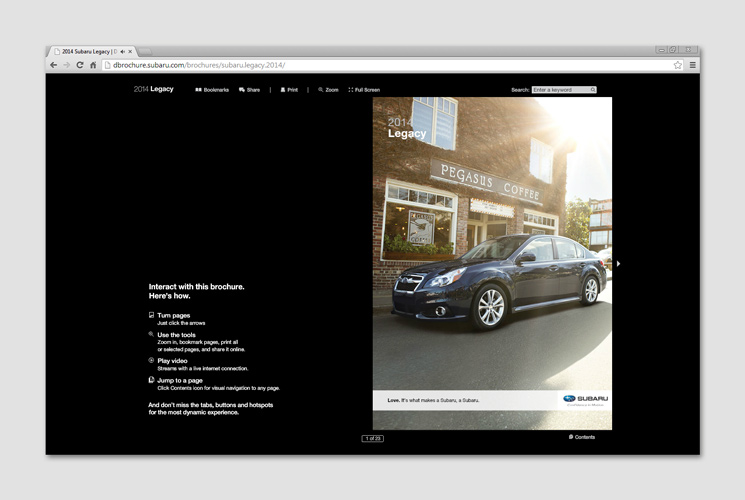 2014 Subaru Legacy | D
dbrochure.subaru.com/brochures/subaru.legacy.2014/
2014 Legacy
Bookmarks
Share
Print
Zoom
Full Screen
Search:
Enter a keyword
2014
Legacy
PEGASUS COFFEE
PEGASUS
COFFEE
Interact with this brochure.
Here's how.
Turn pages
Just click the arrows
Use the tools
Zoom in, bookmark pages, print all
or selected pages, and share it online.
Play video
Streams with a live internet connection.
Jump to a page
Click Contents icon for visual navigation to any page.
And don't miss the tabs, buttons and hotspots
for the most dynamic experience.
Love. It's what makes a Subaru, a Subaru.
SUBARU
Confidence in Motion
1 of 23
Contents